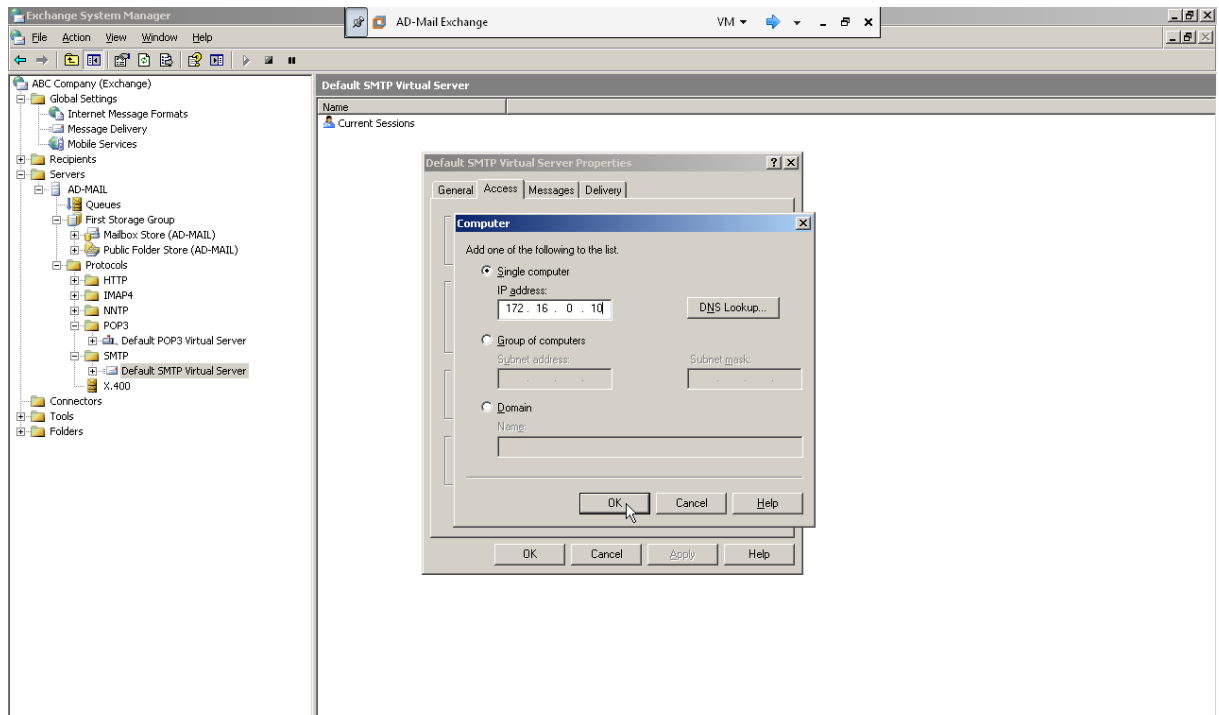 Exchange System Manager
AD-Mail Exchange
VM
File Action View Window Help
ABC Company (Exchange)
Global Settings
Internet Message Formats
Message Delivery
Mobile Services
Recipients
Servers
AD-MAIL
Queues
First Storage Group
Mailbox Store (AD-MAIL)
Public Folder Store (AD-MAIL)
Protocols
HTTP
IMAP4
NNTP
POP3
Default POP3 Virtual Server
SMTP
Default SMTP Virtual Server
X.400
Connectors
Tools
Folders
Default SMTP Virtual Server
Name
Current Sessions
Default SMTP Virtual Server Properties
General Access Messages Delivery
Computer
Add one of the following to the list.
Single computer
IP address:
172 . 16 . 0 . 10
DNS Lookup...
Group of computers
Subnet address: Subnet mask:
Domain
Name:
OK Cancel Help
OK Cancel Apply Help